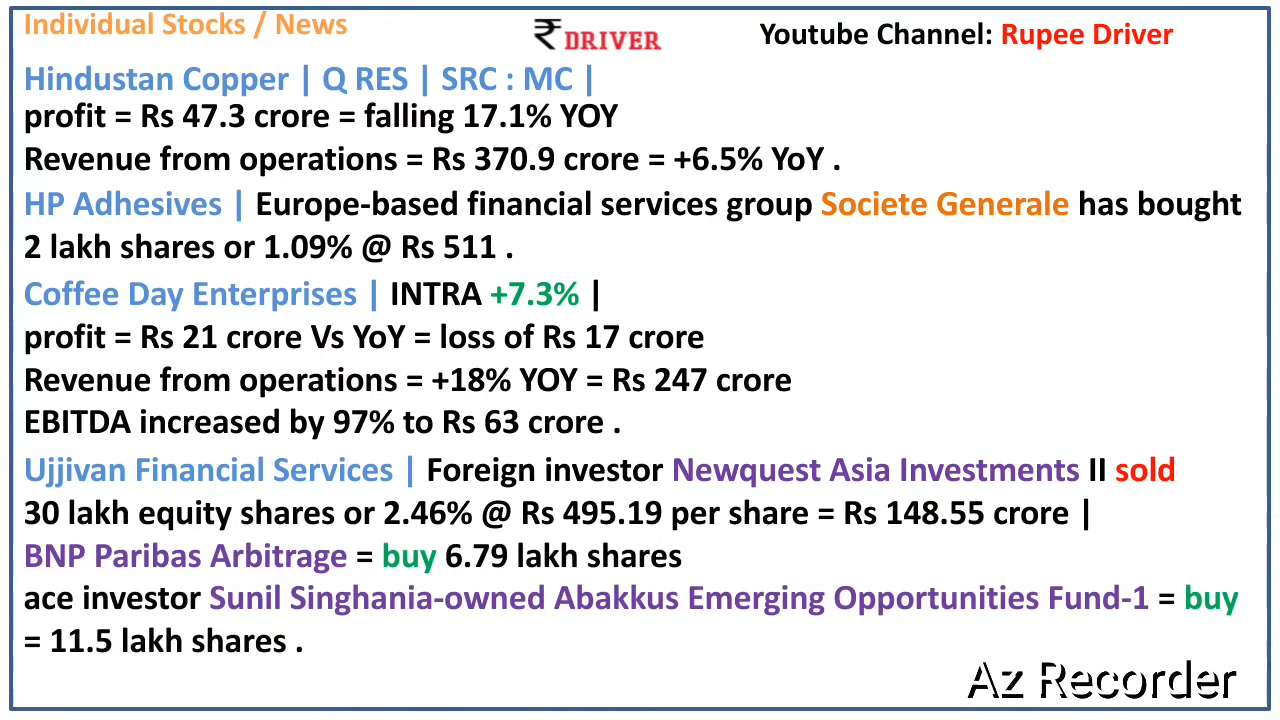 Individual Stocks / News
₹ DRIVER
Youtube Channel: Rupee Driver
Hindustan Copper | Q RES | SRC : MC |
profit = Rs 47.3 crore = falling 17.1% YOY
Revenue from operations = Rs 370.9 crore = +6.5% YoY .
HP Adhesives | Europe-based financial services group Societe Generale has bought
2 lakh shares or 1.09% @ Rs 511 .
Coffee Day Enterprises | INTRA +7.3% |
profit = Rs 21 crore Vs YoY = loss of Rs 17 crore
Revenue from operations = +18% YOY = Rs 247 crore
EBITDA increased by 97% to Rs 63 crore .
Ujjivan Financial Services | Foreign investor Newquest Asia Investments II sold
30 lakh equity shares or 2.46% @ Rs 495.19 per share = Rs 148.55 crore |
BNP Paribas Arbitrage = buy 6.79 lakh shares
ace investor Sunil Singhania-owned Abakkus Emerging Opportunities Fund-1 = buy
= 11.5 lakh shares .
Az Recorder